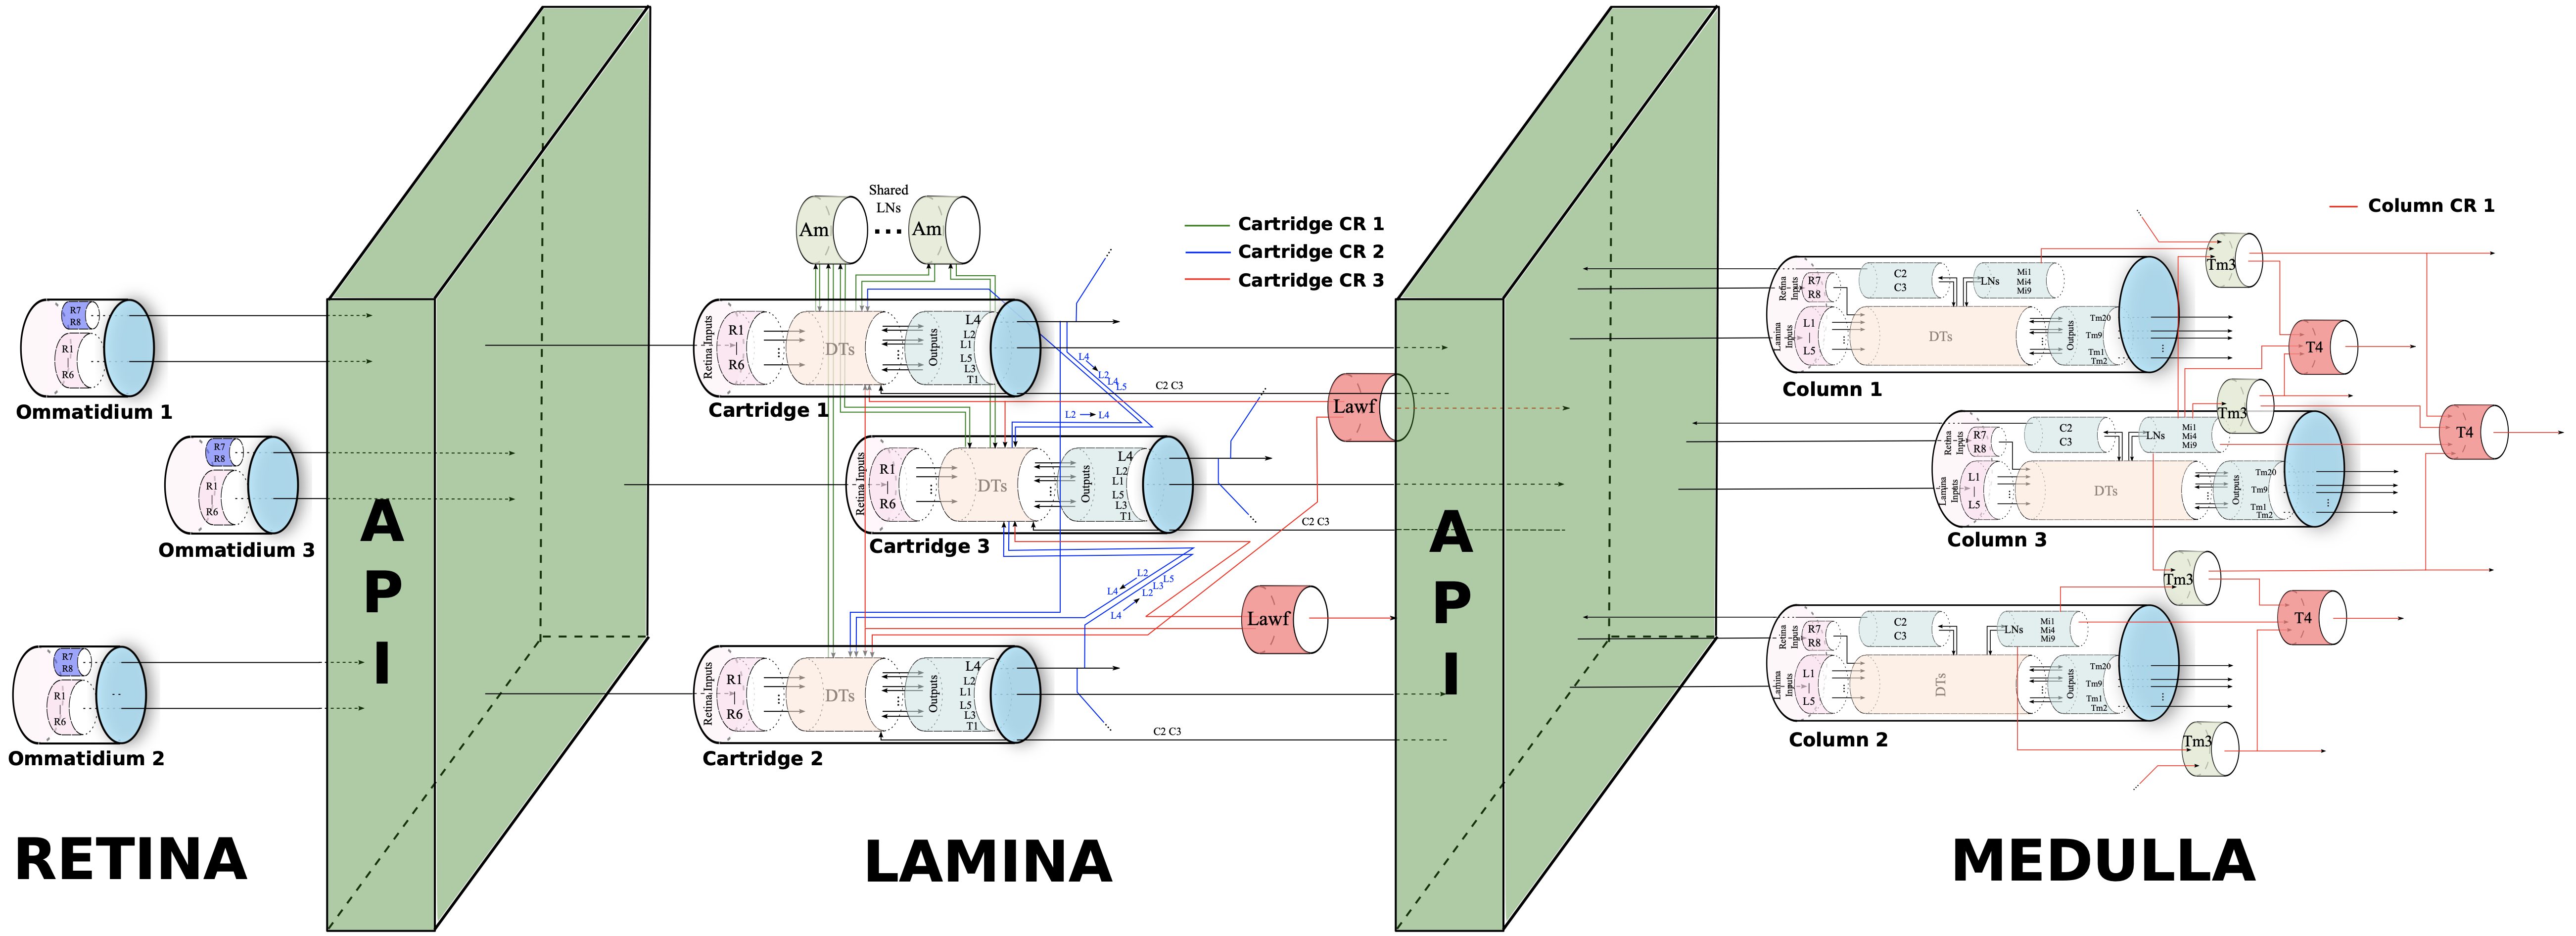 R7
R8
R1
R6
Ommatidium 1
R7
R8
R1
R6
Ommatidium 3
R7
R8
R1
R6
Ommatidium 2
RETINA
A
P
I
Shared
LNs
Am
Am
Cartridge CR 1
Cartridge CR 2
Cartridge CR 3
Retina Inputs
R1
R6
DTs
Outputs
L4
L2
L1
L5
L3
T1
Cartridge 1
L4
L2
L4
L5
C2 C3
L2
L4
Lawf
Retina Inputs
R1
R6
DTs
Outputs
L4
L2
L1
L5
L3
T1
Cartridge 3
C2 C3
L2
L4
L5
L3
L2
L4
Lawf
Retina Inputs
R1
R6
DTs
Outputs
L4
L2
L1
L5
L3
T1
Cartridge 2
C2 C3
LAMINA
A
P
I
Column CR 1
Retina
Inputs
R7
R8
C2
C3
LNs
Mi1
Mi4
Mi9
Lamina
Inputs
L1
L5
DTs
Outputs
Tm20
Tm9
Tm1
Tm2
Column 1
Tm3
T4
Tm3
T4
Retina
Inputs
R7
R8
C2
C3
LNs
Mi1
Mi4
Mi9
Lamina
Inputs
L1
L5
DTs
Outputs
Tm20
Tm9
Tm1
Tm2
Column 3
Tm3
T4
Retina
Inputs
R7
R8
C2
C3
LNs
Mi1
Mi4
Mi9
Lamina
Inputs
L1
L5
DTs
Outputs
Tm20
Tm9
Tm1
Tm2
Column 2
Tm3
MEDULLA